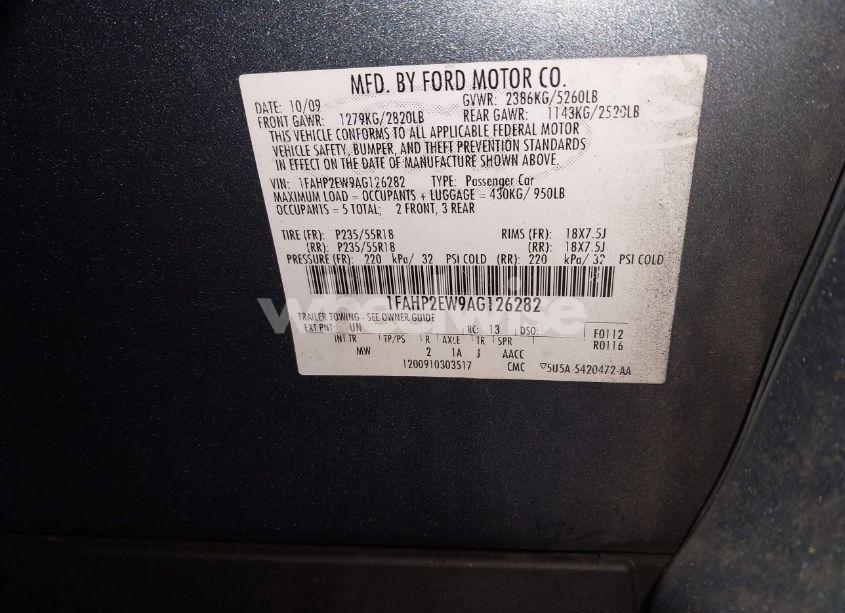 MFD. BY FORD MOTOR CO.
DATE: 10/09 GVWR: 2386KG/5260LB
FRONT GAWR: 1279KG/2820LB REAR GAWR: 1143KG/2520LB
THIS VEHICLE CONFORMS TO ALL APPLICABLE FEDERAL MOTOR
VEHICLE SAFETY, BUMPER, AND THEFT PREVENTION STANDARDS
IN EFFECT ON THE DATE OF MANUFACTURE SHOWN ABOVE.
VIN: 1FAHP2EW9AG126282 TYPE: Passenger Car
MAXIMUM LOAD = OCCUPANTS + LUGGAGE = 430KG/ 950LB
OCCUPANTS = 5 TOTAL; 2 FRONT, 3 REAR
TIRE (FR): P235/55R18 RIMS (FR): 18X7.5J
(RR): P235/55R18 (RR): 18X7.5J
PRESSURE (FR): 220 kPa/ 32 PSI COLD (RR): 220 kPa/ 32 PSI COLD
1FAHP2EW9AG126282
wheelwise
TRAILER TOWING - SEE OWNER GUIDE
EXT PNT: UN RC: 13 DSO: F0112
R0116
INT TR TP/PS R AXLE TR SPR
MW 2 1A J AACC
1200910303517 CMC ▽5U5A 5420472-AA